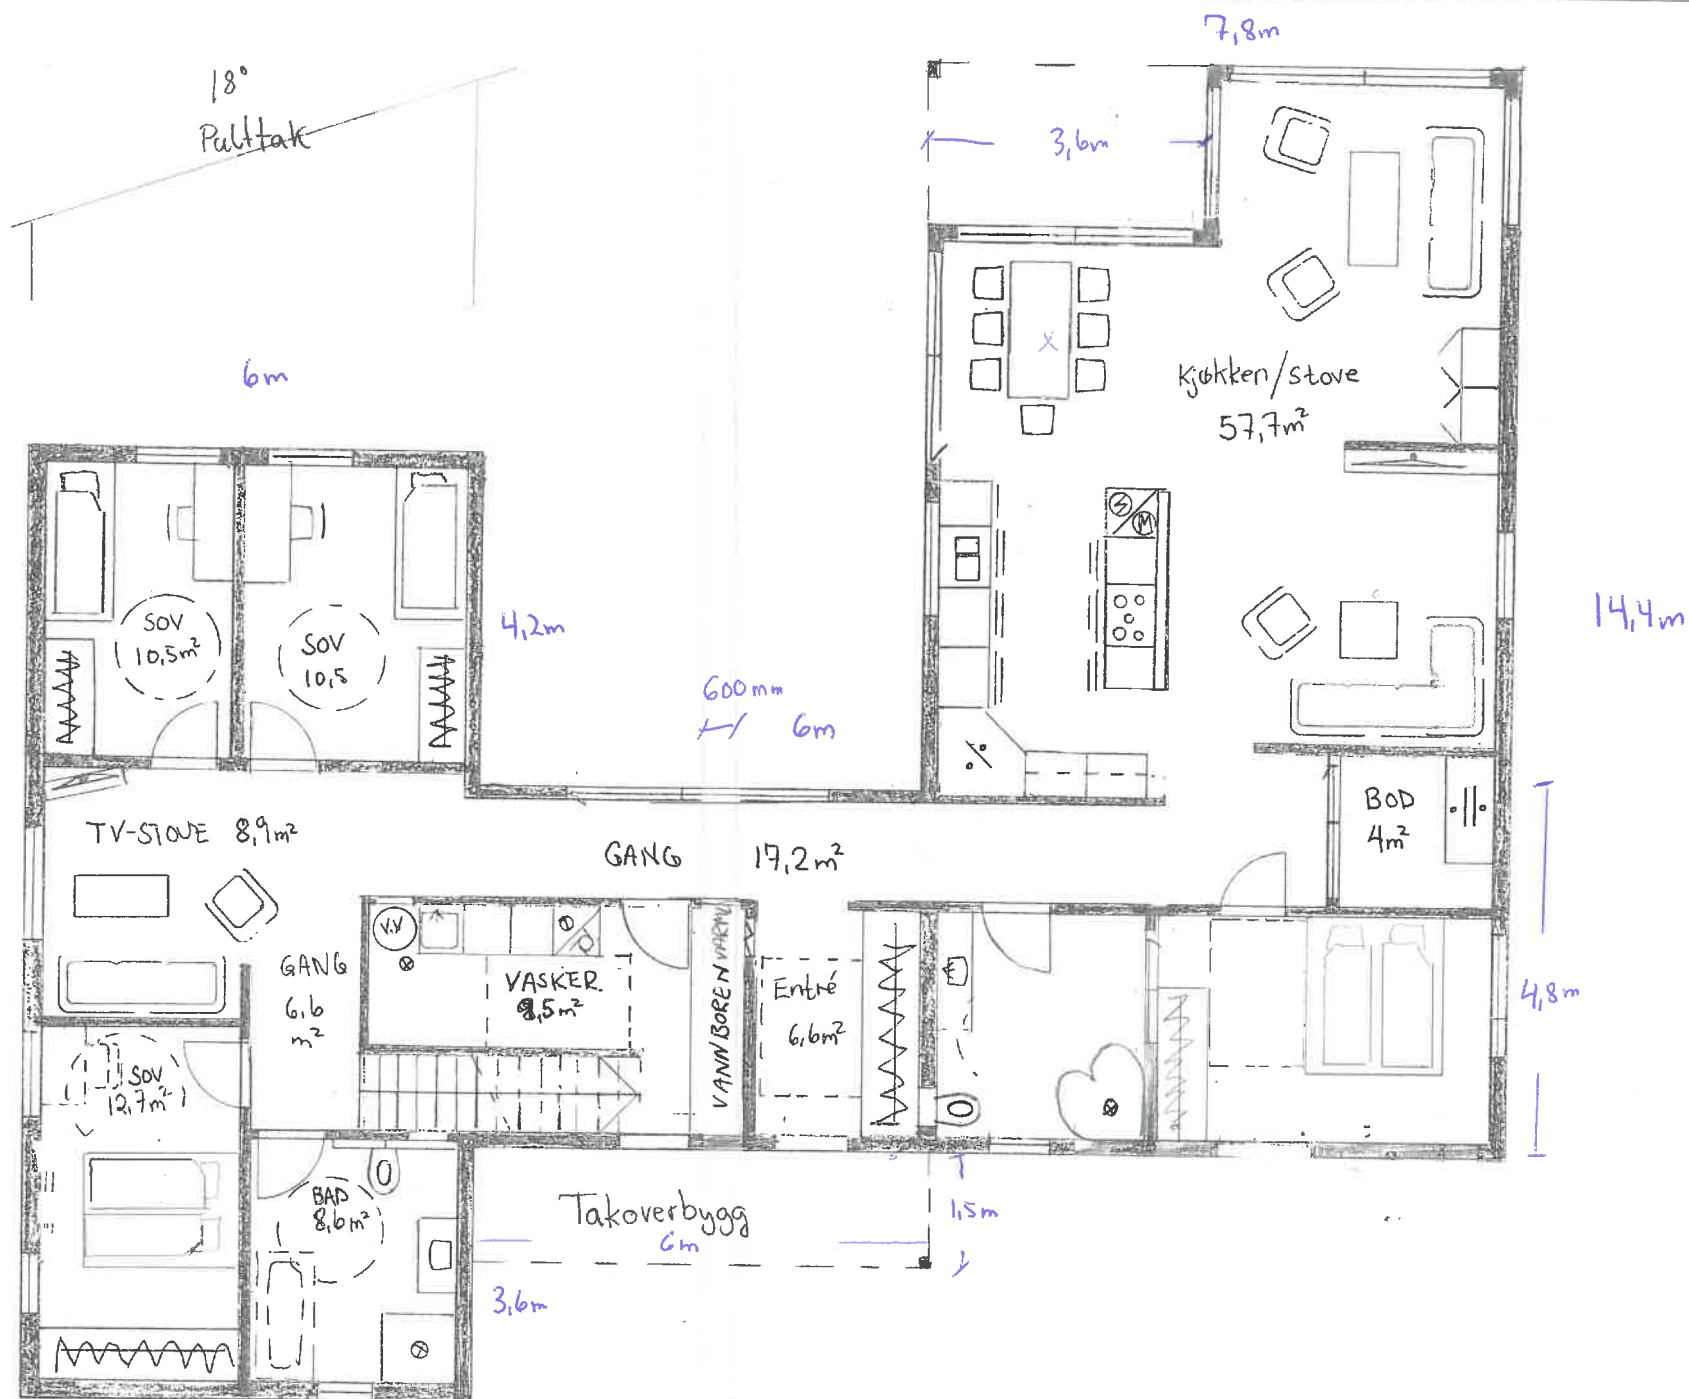 7,8m
18°
Pulttak
3,6m
6m
Kjøkken/stove
57,7m²
SOV
10,5m²
SOV
10,5
4,2m
S
M
14,4m
600mm
6m
TV-STOVE 8,9m²
GANG 17,2m²
BOD
4m²
V.V
GANG
6,6
m²
VASKER.
9,5m²
VANNBOREN VARME
Entré
6,6m²
4,8m
SOV
12,7m²
BAD
8,6m²
Takoverbygg
6m
1,5m
3,6m